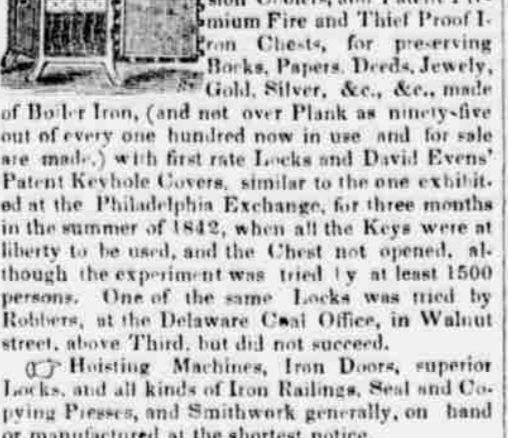 mium Fire and Thief Proof I-
ron Chests, for preserving
Books, Papers, Deeds, Jewely,
Gold, Silver, &c., &c., made
of Boiler Iron, (and not over Plank as ninety-five
out of every one hundred now in use and for sale
are made.) with first rate Locks and David Evens'
Patent Keyhole Covers, similar to the one exhibit-
ed at the Philadelphia Exchange, for three months
in the summer of 1842, when all the Keys were at
liberty to be used, and the Chest not opened, al-
though the experiment was tried by at least 1500
persons. One of the same Locks was tried by
Robbers, at the Delaware Coal Office, in Walnut
street, above Third, but did not succeed.
☞ Hoisting Machines, Iron Doors, superior
Locks, and all kinds of Iron Railings, Seal and Co-
pying Presses, and Smithwork generally, on hand
or manufactured at the shortest notice.